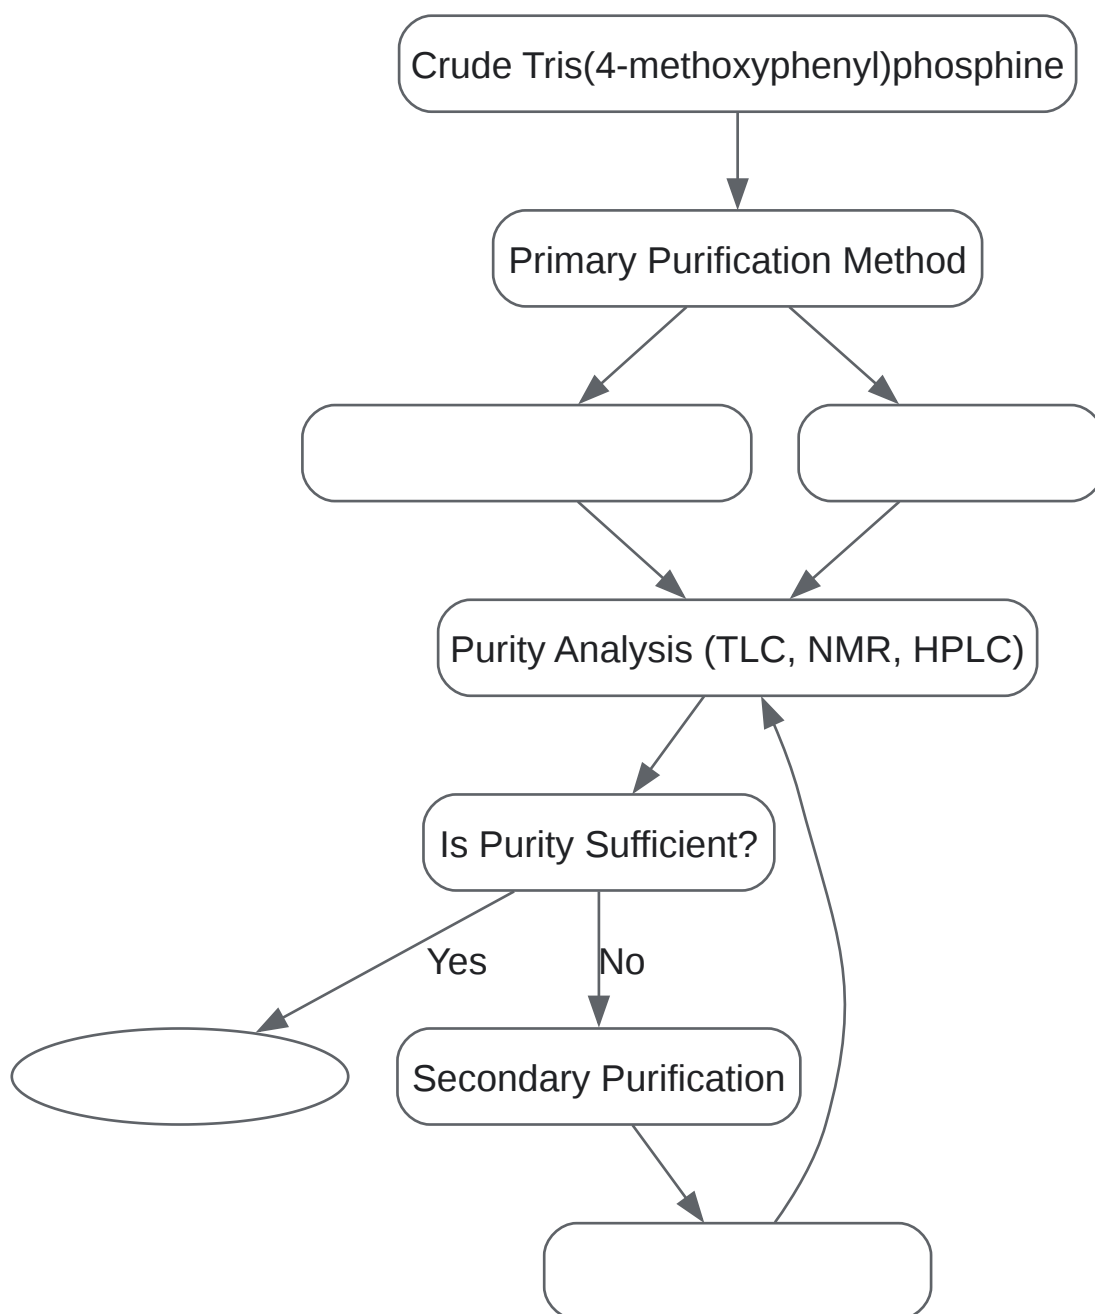 Crude Tris(4-methoxyphenyl)phosphine
Primary Purification Method
Purity Analysis (TLC, NMR, HPLC)
Is Purity Sufficient?
Yes
No
Secondary Purification